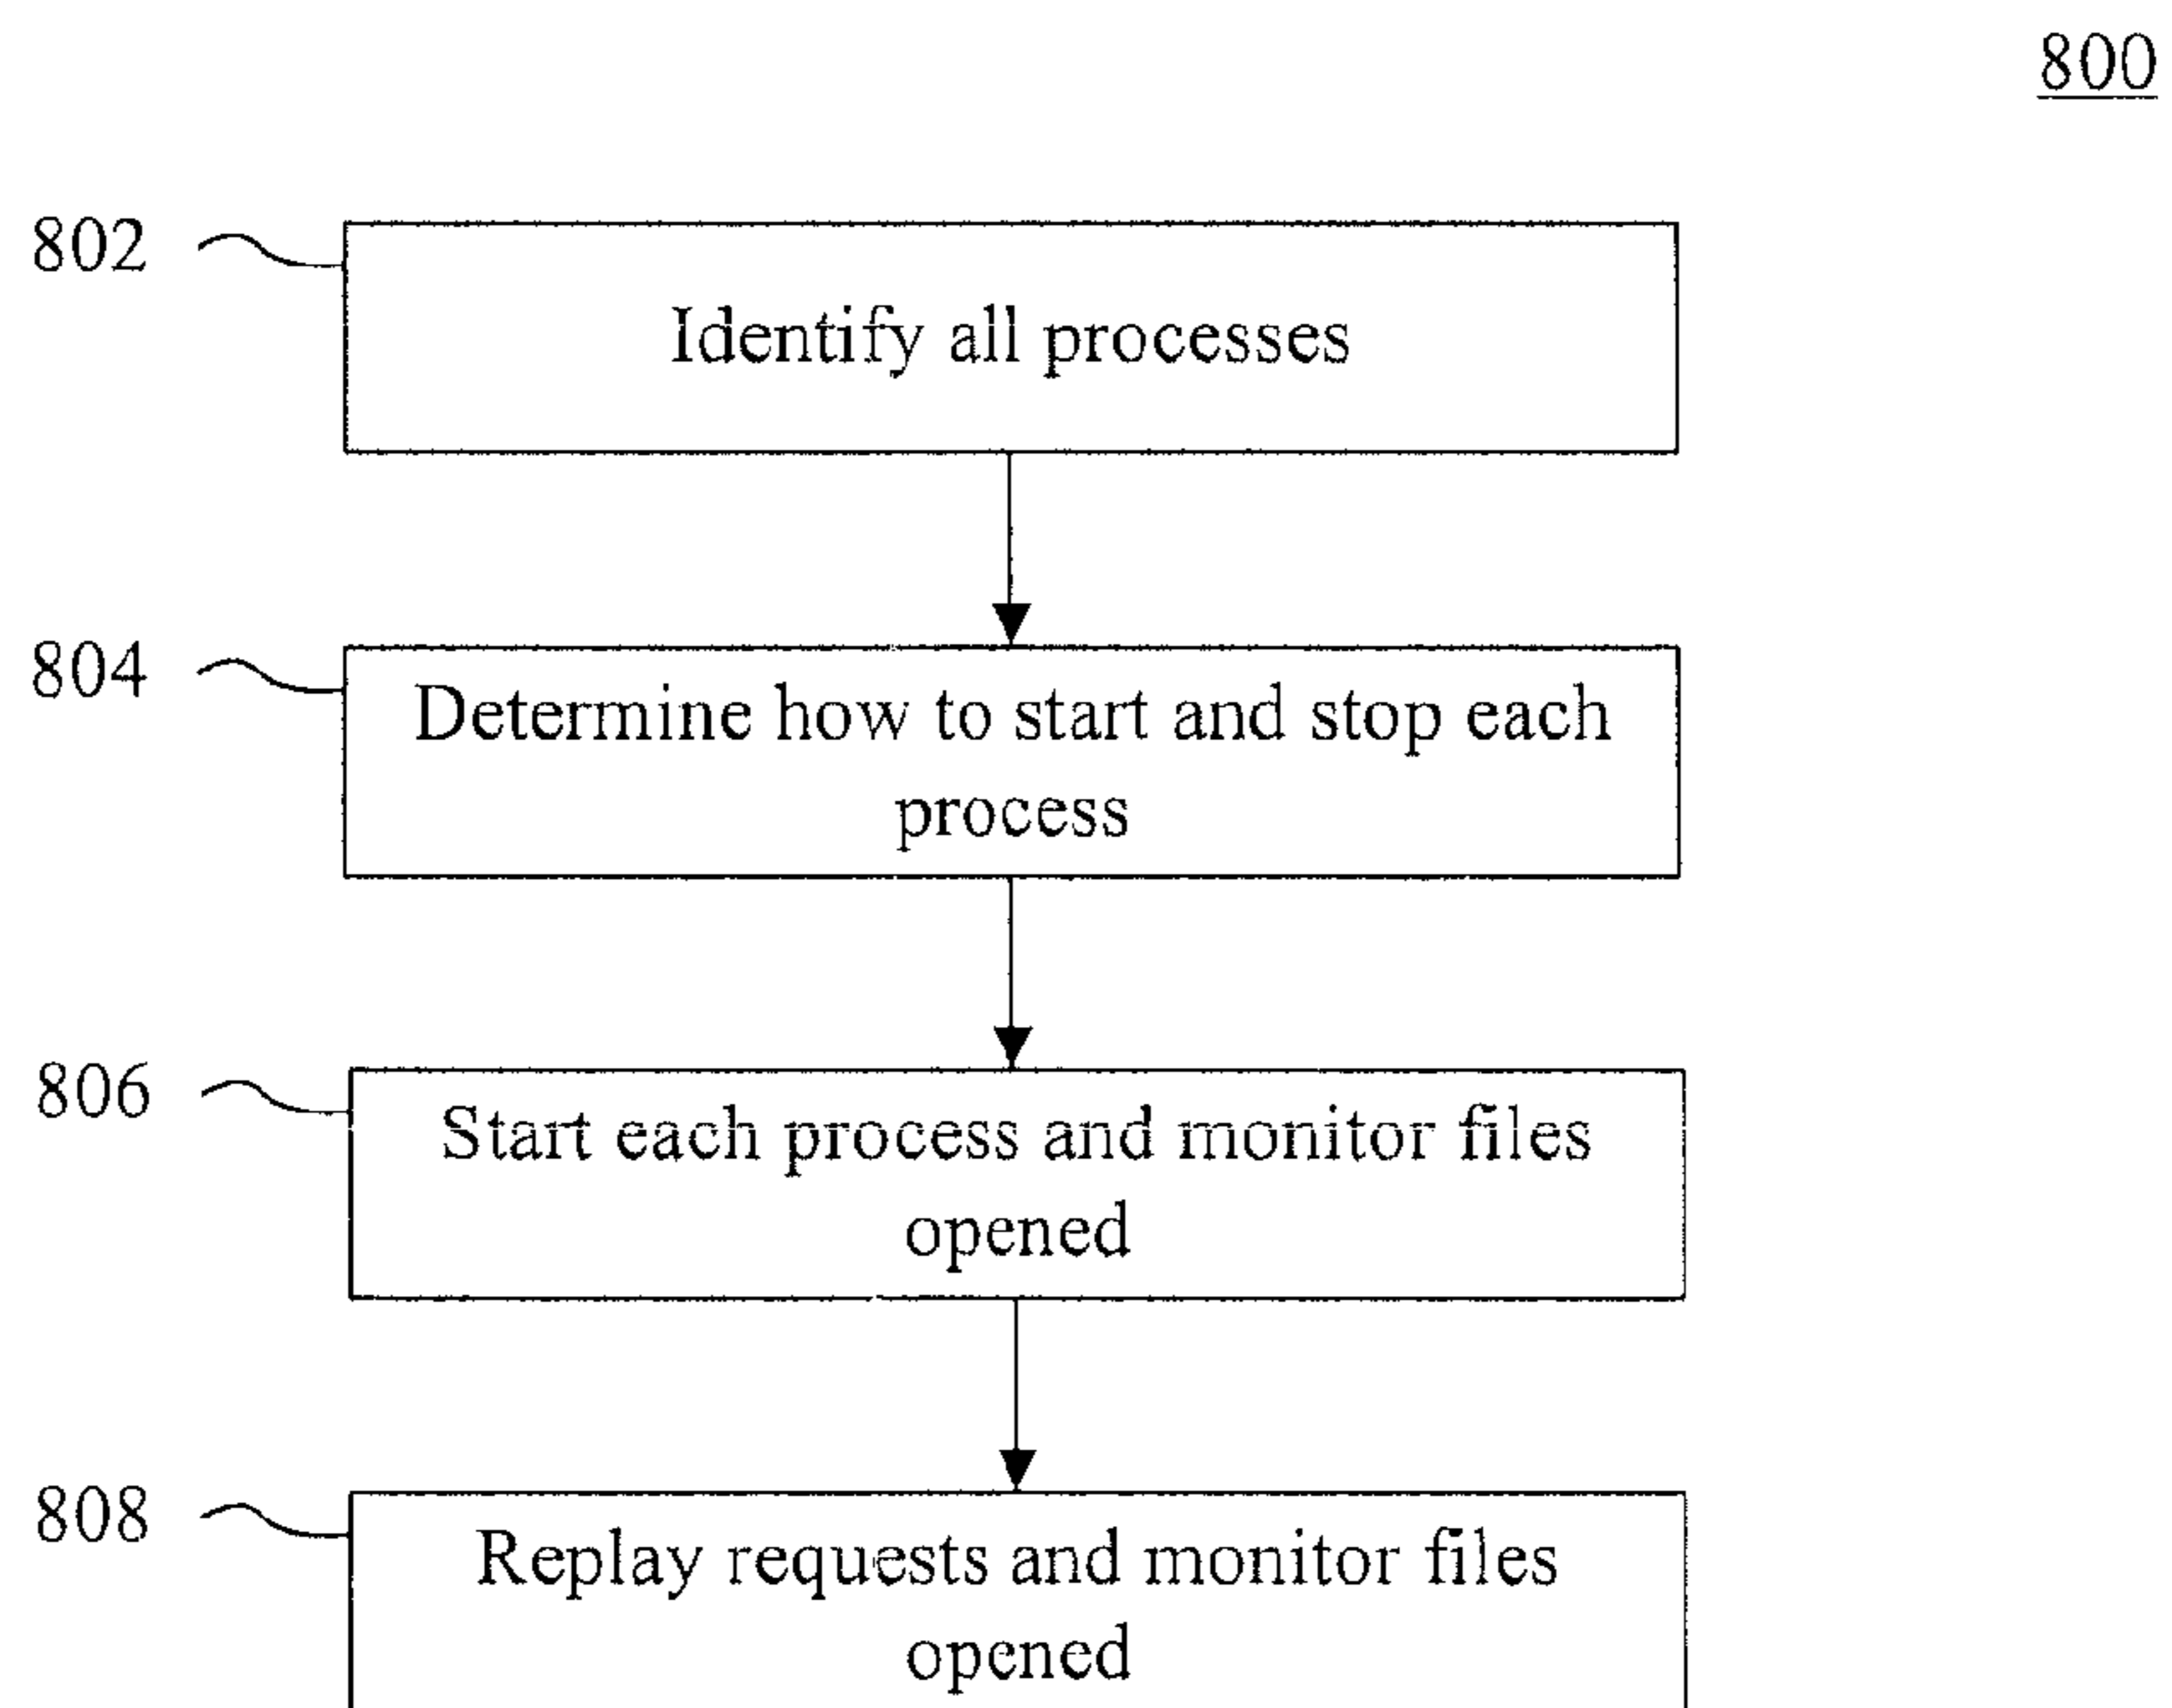 800
802
Identify all processes
804
Determine how to start and stop each
process
806
Start each process and monitor files
opened
808
Replay requests and monitor files
opened